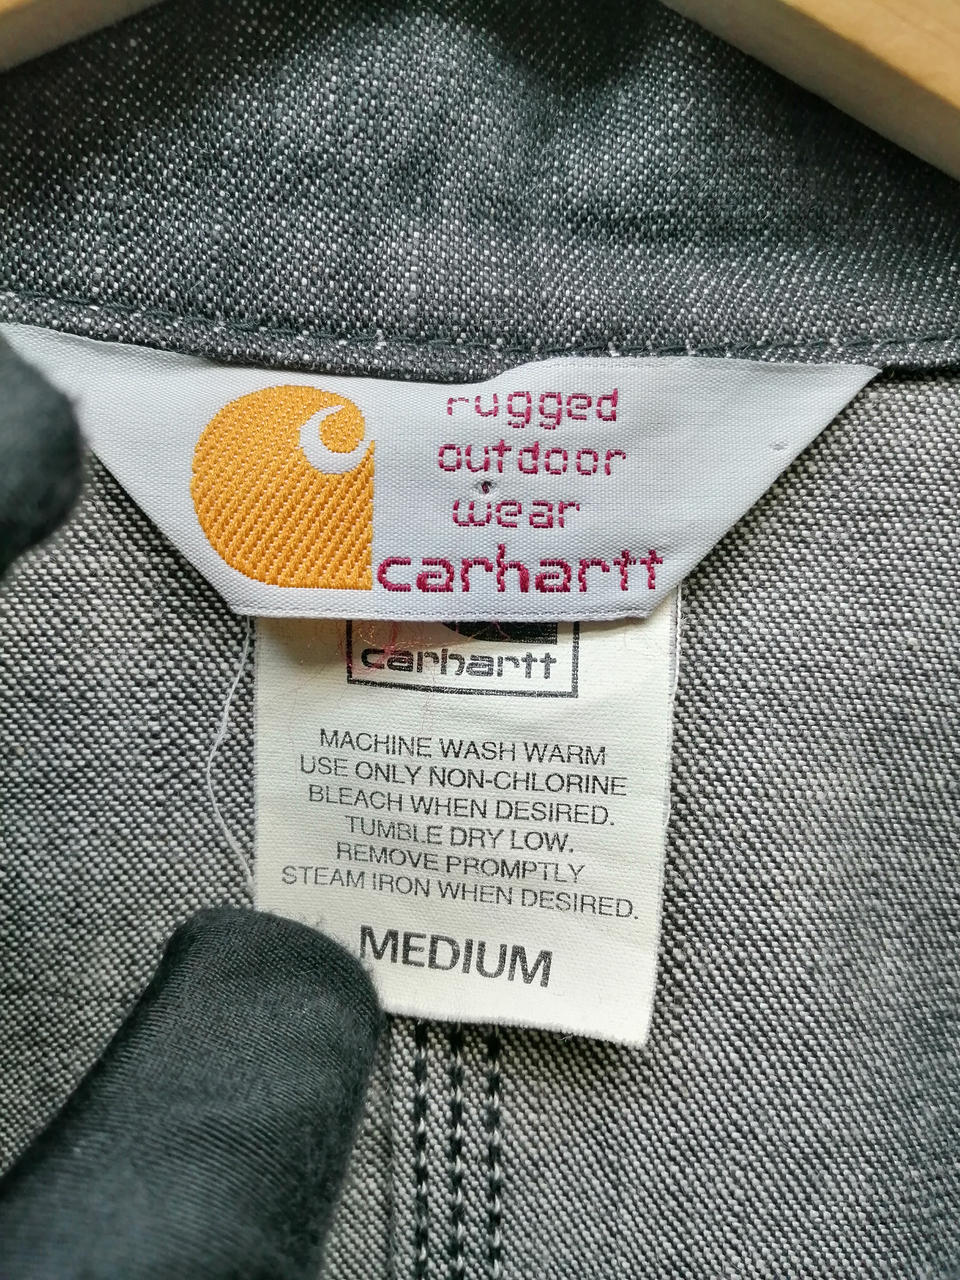 rugged
outdoor
wear
carhartt
carhartt
MACHINE WASH WARM
USE ONLY NON-CHLORINE
BLEACH WHEN DESIRED.
TUMBLE DRY LOW.
REMOVE PROMPTLY
STEAM IRON WHEN DESIRED.
MEDIUM